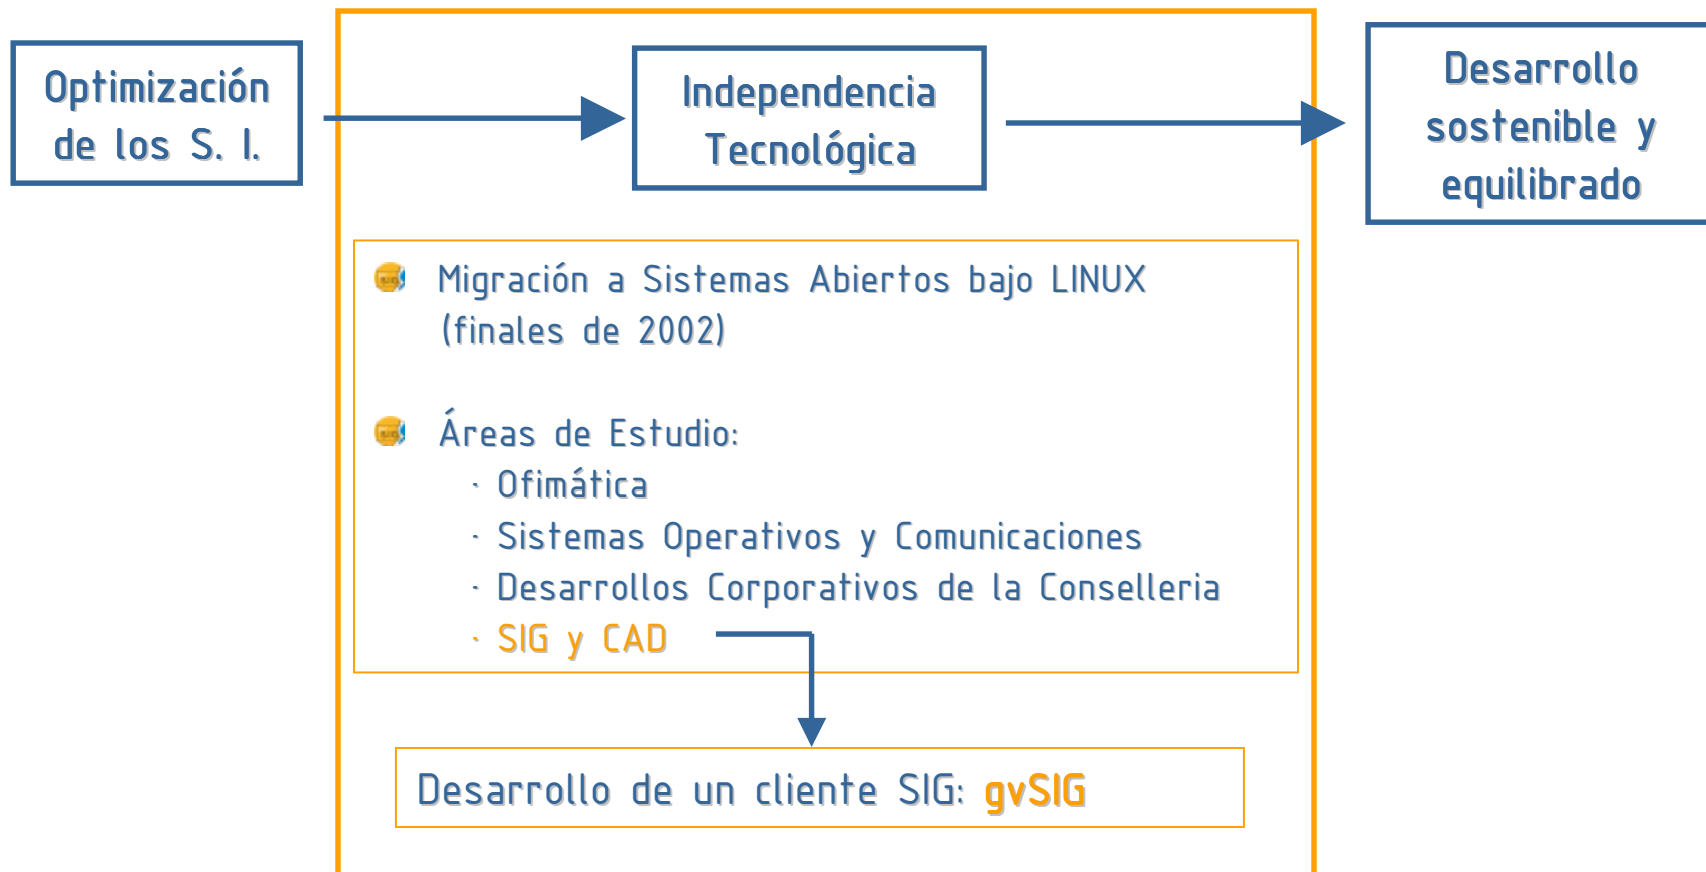 Optimización
de los S. I.
Independencia
Tecnológica
Desarrollo
sostenible y
equilibrado
Migración a Sistemas Abiertos bajo LINUX
(finales de 2002)
Áreas de Estudio:
· Ofimática
· Sistemas Operativos y Comunicaciones
· Desarrollos Corporativos de la Conselleria
· SIG y CAD
Desarrollo de un cliente SIG: gvSIG